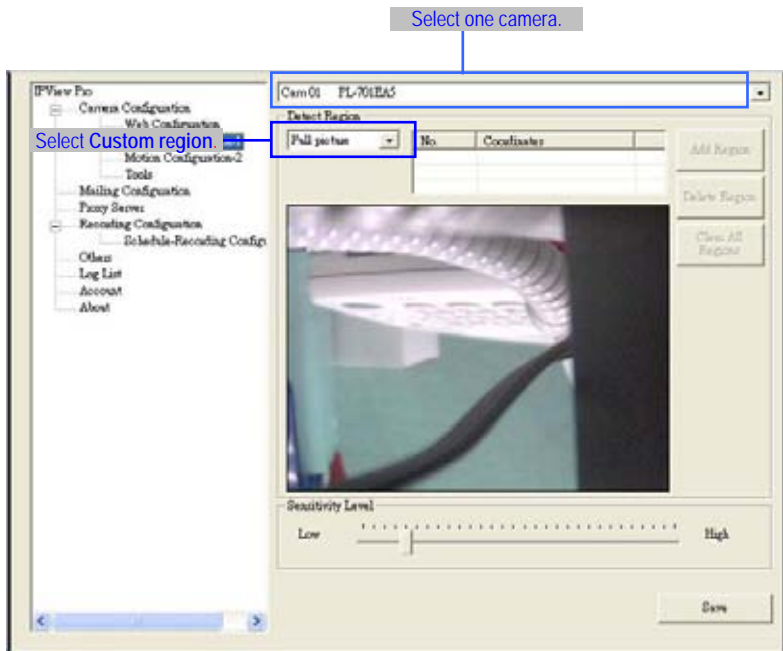 Select one camera.
IPView Pro
Camera Configuration
Web Configuration
Select Custom region.
Motion Configuration-2
Tools
Mailing Configuration
Proxy Server
Recording Configuration
Schedule-Recording Config
Others
Log List
Account
About
Cam 01 PL-701EAS
Detect Region
Full picture
No.
Coordinates
Add Region
Delete Region
Clear All
Regions
Sensitivity Level
Low
High
Save